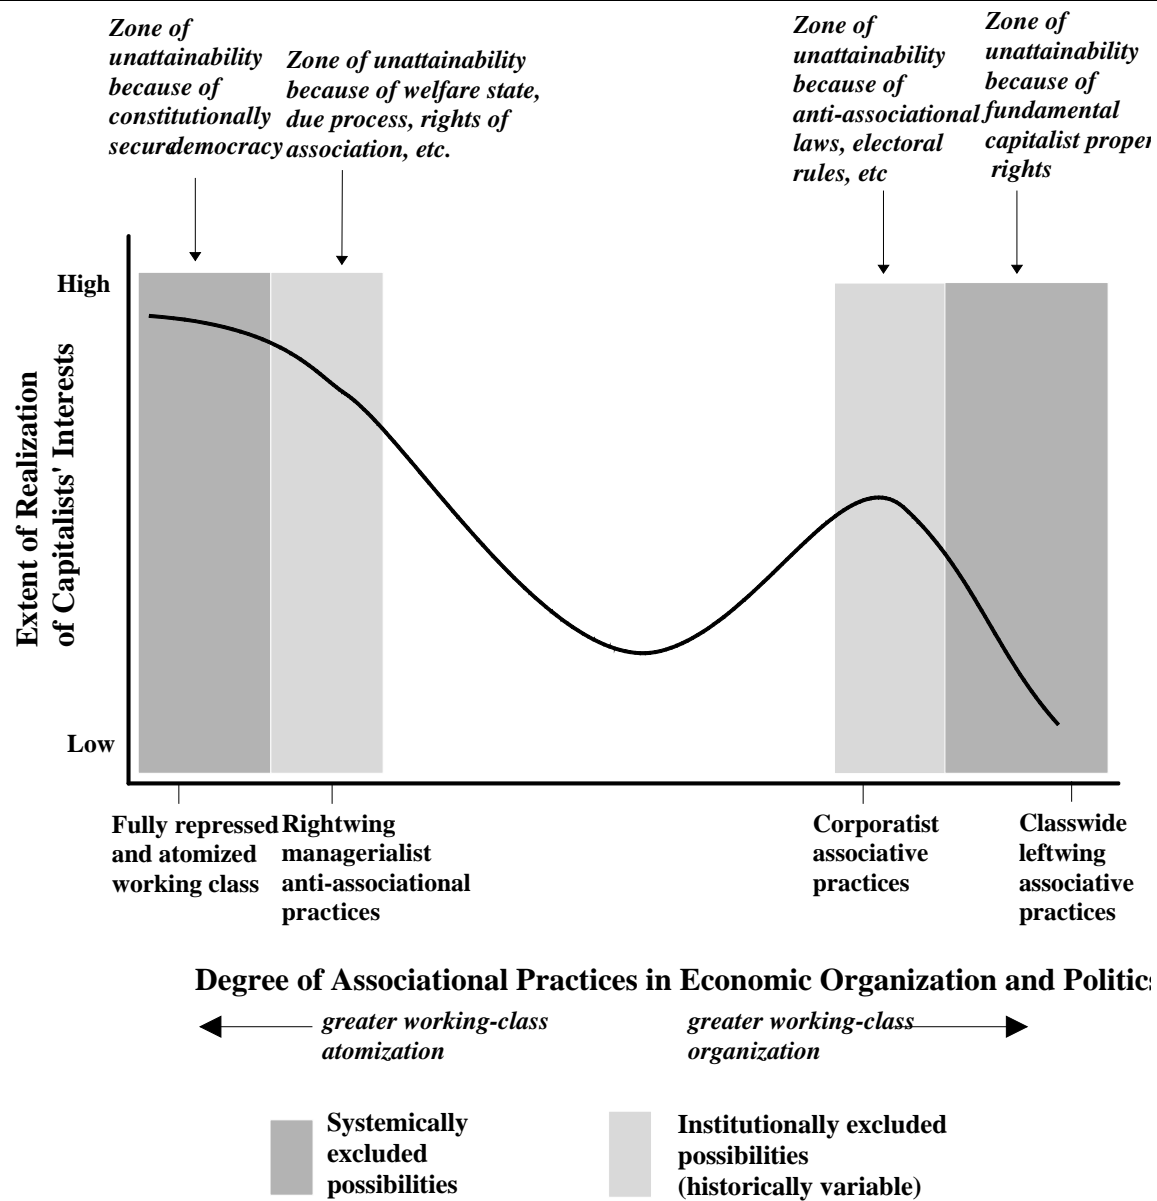 Zone of
unattainability
because of
constitutionally
secure democracy
Zone of unattainability
because of welfare state,
due process, rights of
association, etc.
Zone of
unattainability
because of
anti-associational
laws, electoral
rules, etc
Zone of
unattainability
because of
fundamental
capitalist proper
rights
High
Low
Extent of Realization
of Capitalists' Interests
Fully repressed
and atomized
working class
Rightwing
managerialist
anti-associational
practices
Corporatist
associative
practices
Classwide
leftwing
associative
practices
Degree of Associational Practices in Economic Organization and Politics
greater working-class
atomization
greater working-class
organization
Systemically
excluded
possibilities
Institutionally excluded
possibilities
(historically variable)